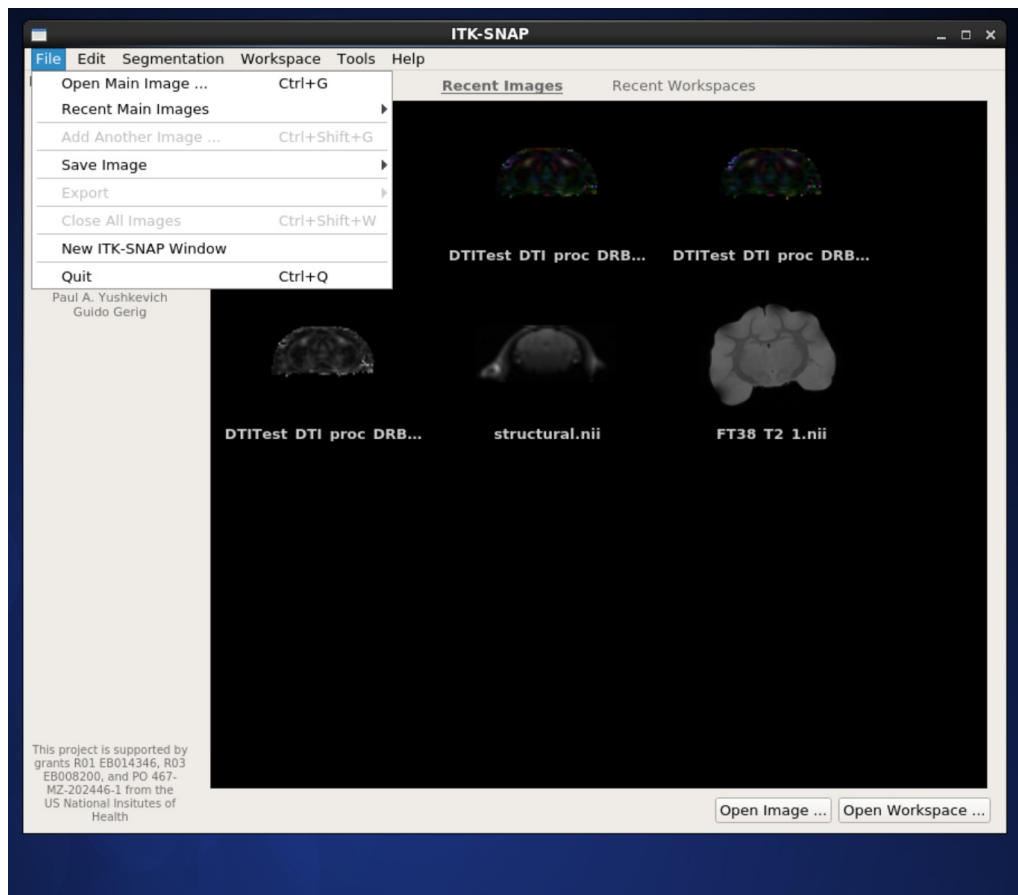 ITK-SNAP
File Edit Segmentation Workspace Tools Help
Recent Images Recent Workspaces
Open Main Image ... Ctrl+G
Recent Main Images
Add Another Image ... Ctrl+Shift+G
Save Image
Export
Close All Images Ctrl+Shift+W
New ITK-SNAP Window
Quit Ctrl+Q
Paul A. Yushkevich
Guido Gerig
DTITest DTI proc DRB... DTITest DTI proc DRB...
DTITest DTI proc DRB... structural.nii FT38 T2 1.nii
This project is supported by
grants R01 EB014346, R03
EB008200, and PO 467-
MZ-202446-1 from the
US National Insitutes of
Health
Open Image ... Open Workspace ...